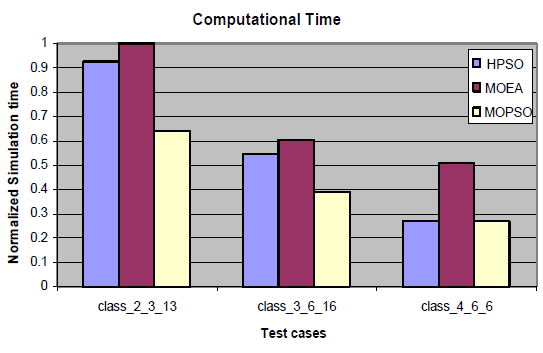 Computational Time
Normalized Simulation time
1
0.9
0.8
0.7
0.6
0.5
0.4
0.3
0.2
0.1
0
HPSO
MOEA
MOPSO
class_2_3_13
class_3_6_16
class_4_6_6
Test cases